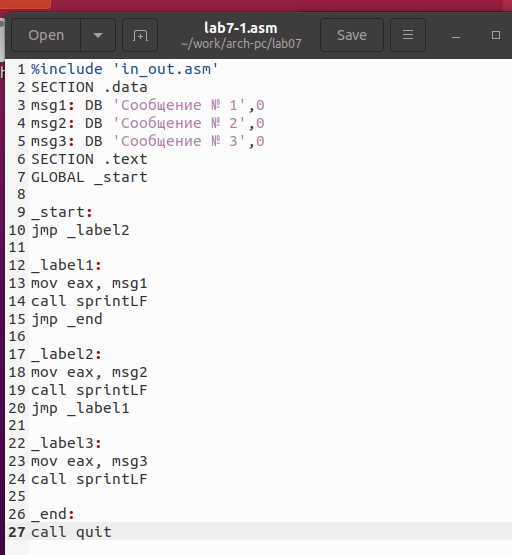 Open
lab7-1.asm
~/work/arch-pc/lab07
Save
1 %include 'in_out.asm'
2 SECTION .data
3 msg1: DB 'Сообщение № 1',0
4 msg2: DB 'Сообщение № 2',0
5 msg3: DB 'Сообщение № 3',0
6 SECTION .text
7 GLOBAL _start
8
9 _start:
10 jmp _label2
11
12 _label1:
13 mov eax, msg1
14 call sprintLF
15 jmp _end
16
17 _label2:
18 mov eax, msg2
19 call sprintLF
20 jmp _label1
21
22 _label3:
23 mov eax, msg3
24 call sprintLF
25
26 _end:
27 call quit